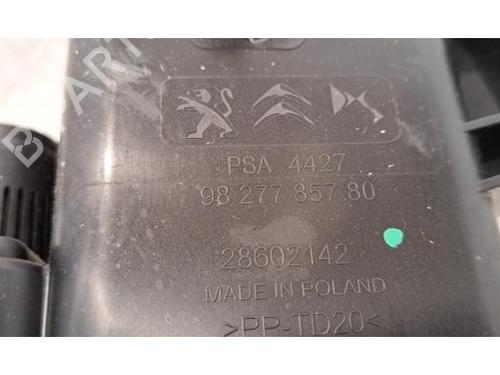 PSA 4427
98 277 857 80
28602142
MADE IN POLAND
>PP-TD20<